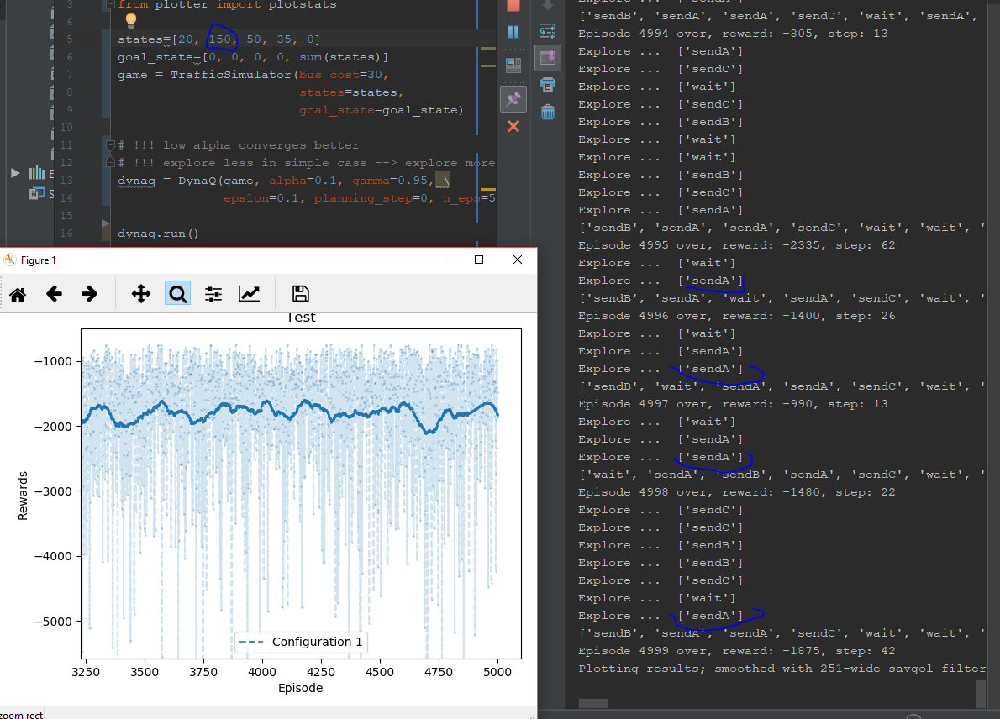 3 from plotter import plotstats
4
5 states=[20, 150, 50, 35, 0]
6 goal_state=[0, 0, 0, 0, sum(states)]
7 game = TrafficSimulator(bus_cost=30,
8 states=states,
9 goal_state=goal_state)
10
11 # !!! low alpha converges better
12 # !!! explore less in simple case --> explore more
13 dynaq = DynaQ(game, alpha=0.1, gamma=0.95, \
14 epslon=0.1, planning_step=0, n_eps=5
15
16 dynaq.run()
E
S
Figure 1
Test
−1000
−2000
−3000
−4000
−5000
Rewards
Configuration 1
3250 3500 3750 4000 4250 4500 4750 5000
Episode
zoom rect
['sendB', 'sendA', 'sendA', 'sendC', 'wait', 'sendA',
Episode 4994 over, reward: -805, step: 13
Explore ... ['sendA']
Explore ... ['sendC']
Explore ... ['wait']
Explore ... ['sendC']
Explore ... ['sendB']
Explore ... ['wait']
Explore ... ['wait']
Explore ... ['sendB']
Explore ... ['sendC']
Explore ... ['sendA']
['sendB', 'sendA', 'sendA', 'sendC', 'wait', 'wait', '
Episode 4995 over, reward: -2335, step: 62
Explore ... ['wait']
Explore ... ['sendA']
['sendB', 'sendA', 'wait', 'sendA', 'sendC', 'wait', '
Episode 4996 over, reward: -1400, step: 26
Explore ... ['wait']
Explore ... ['sendA']
Explore ... ['sendA']
['sendB', 'wait', 'sendA', 'sendA', 'sendC', 'wait', '
Episode 4997 over, reward: -990, step: 13
Explore ... ['wait']
Explore ... ['sendA']
Explore ... ['sendA']
['wait', 'sendA', 'sendB', 'sendA', 'sendC', 'wait', '
Episode 4998 over, reward: -1480, step: 22
Explore ... ['sendC']
Explore ... ['sendC']
Explore ... ['sendB']
Explore ... ['sendB']
Explore ... ['sendC']
Explore ... ['wait']
Explore ... ['sendA']
['sendB', 'sendA', 'sendA', 'sendC', 'wait', 'wait', '
Episode 4999 over, reward: -1875, step: 42
Plotting results; smoothed with 251-wide savgol filter